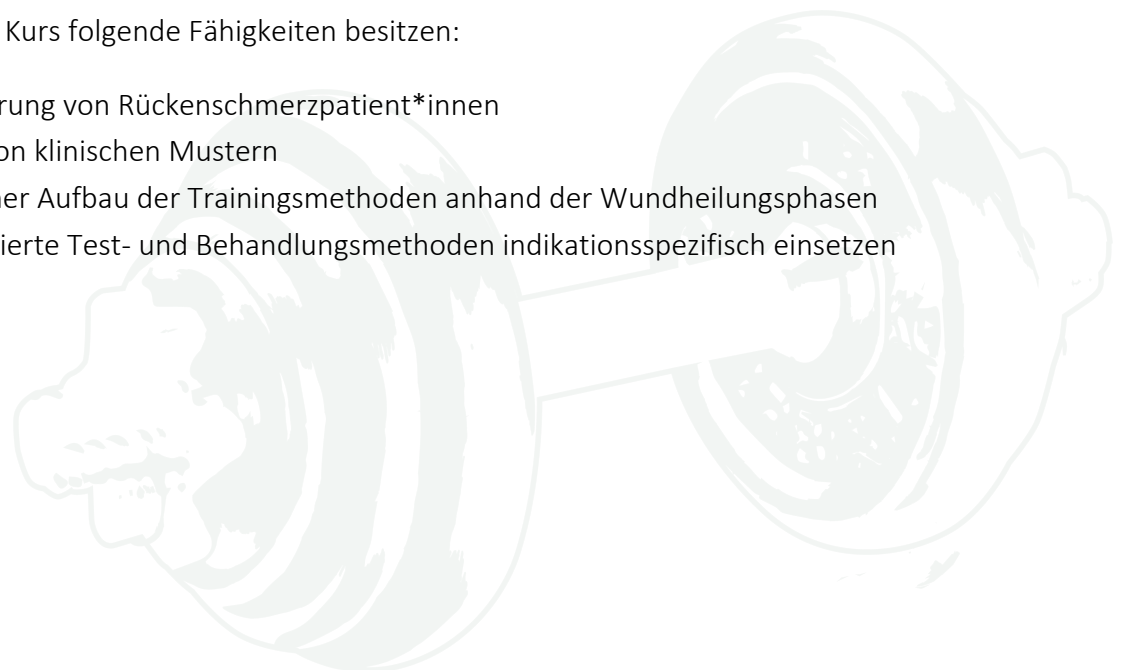 Kurs folgende Fähigkeiten besitzen:
rung von Rückenschmerzpatient*innen
on klinischen Mustern
er Aufbau der Trainingsmethoden anhand der Wundheilungsphasen
ierte Test- und Behandlungsmethoden indikationsspezifisch einsetzen